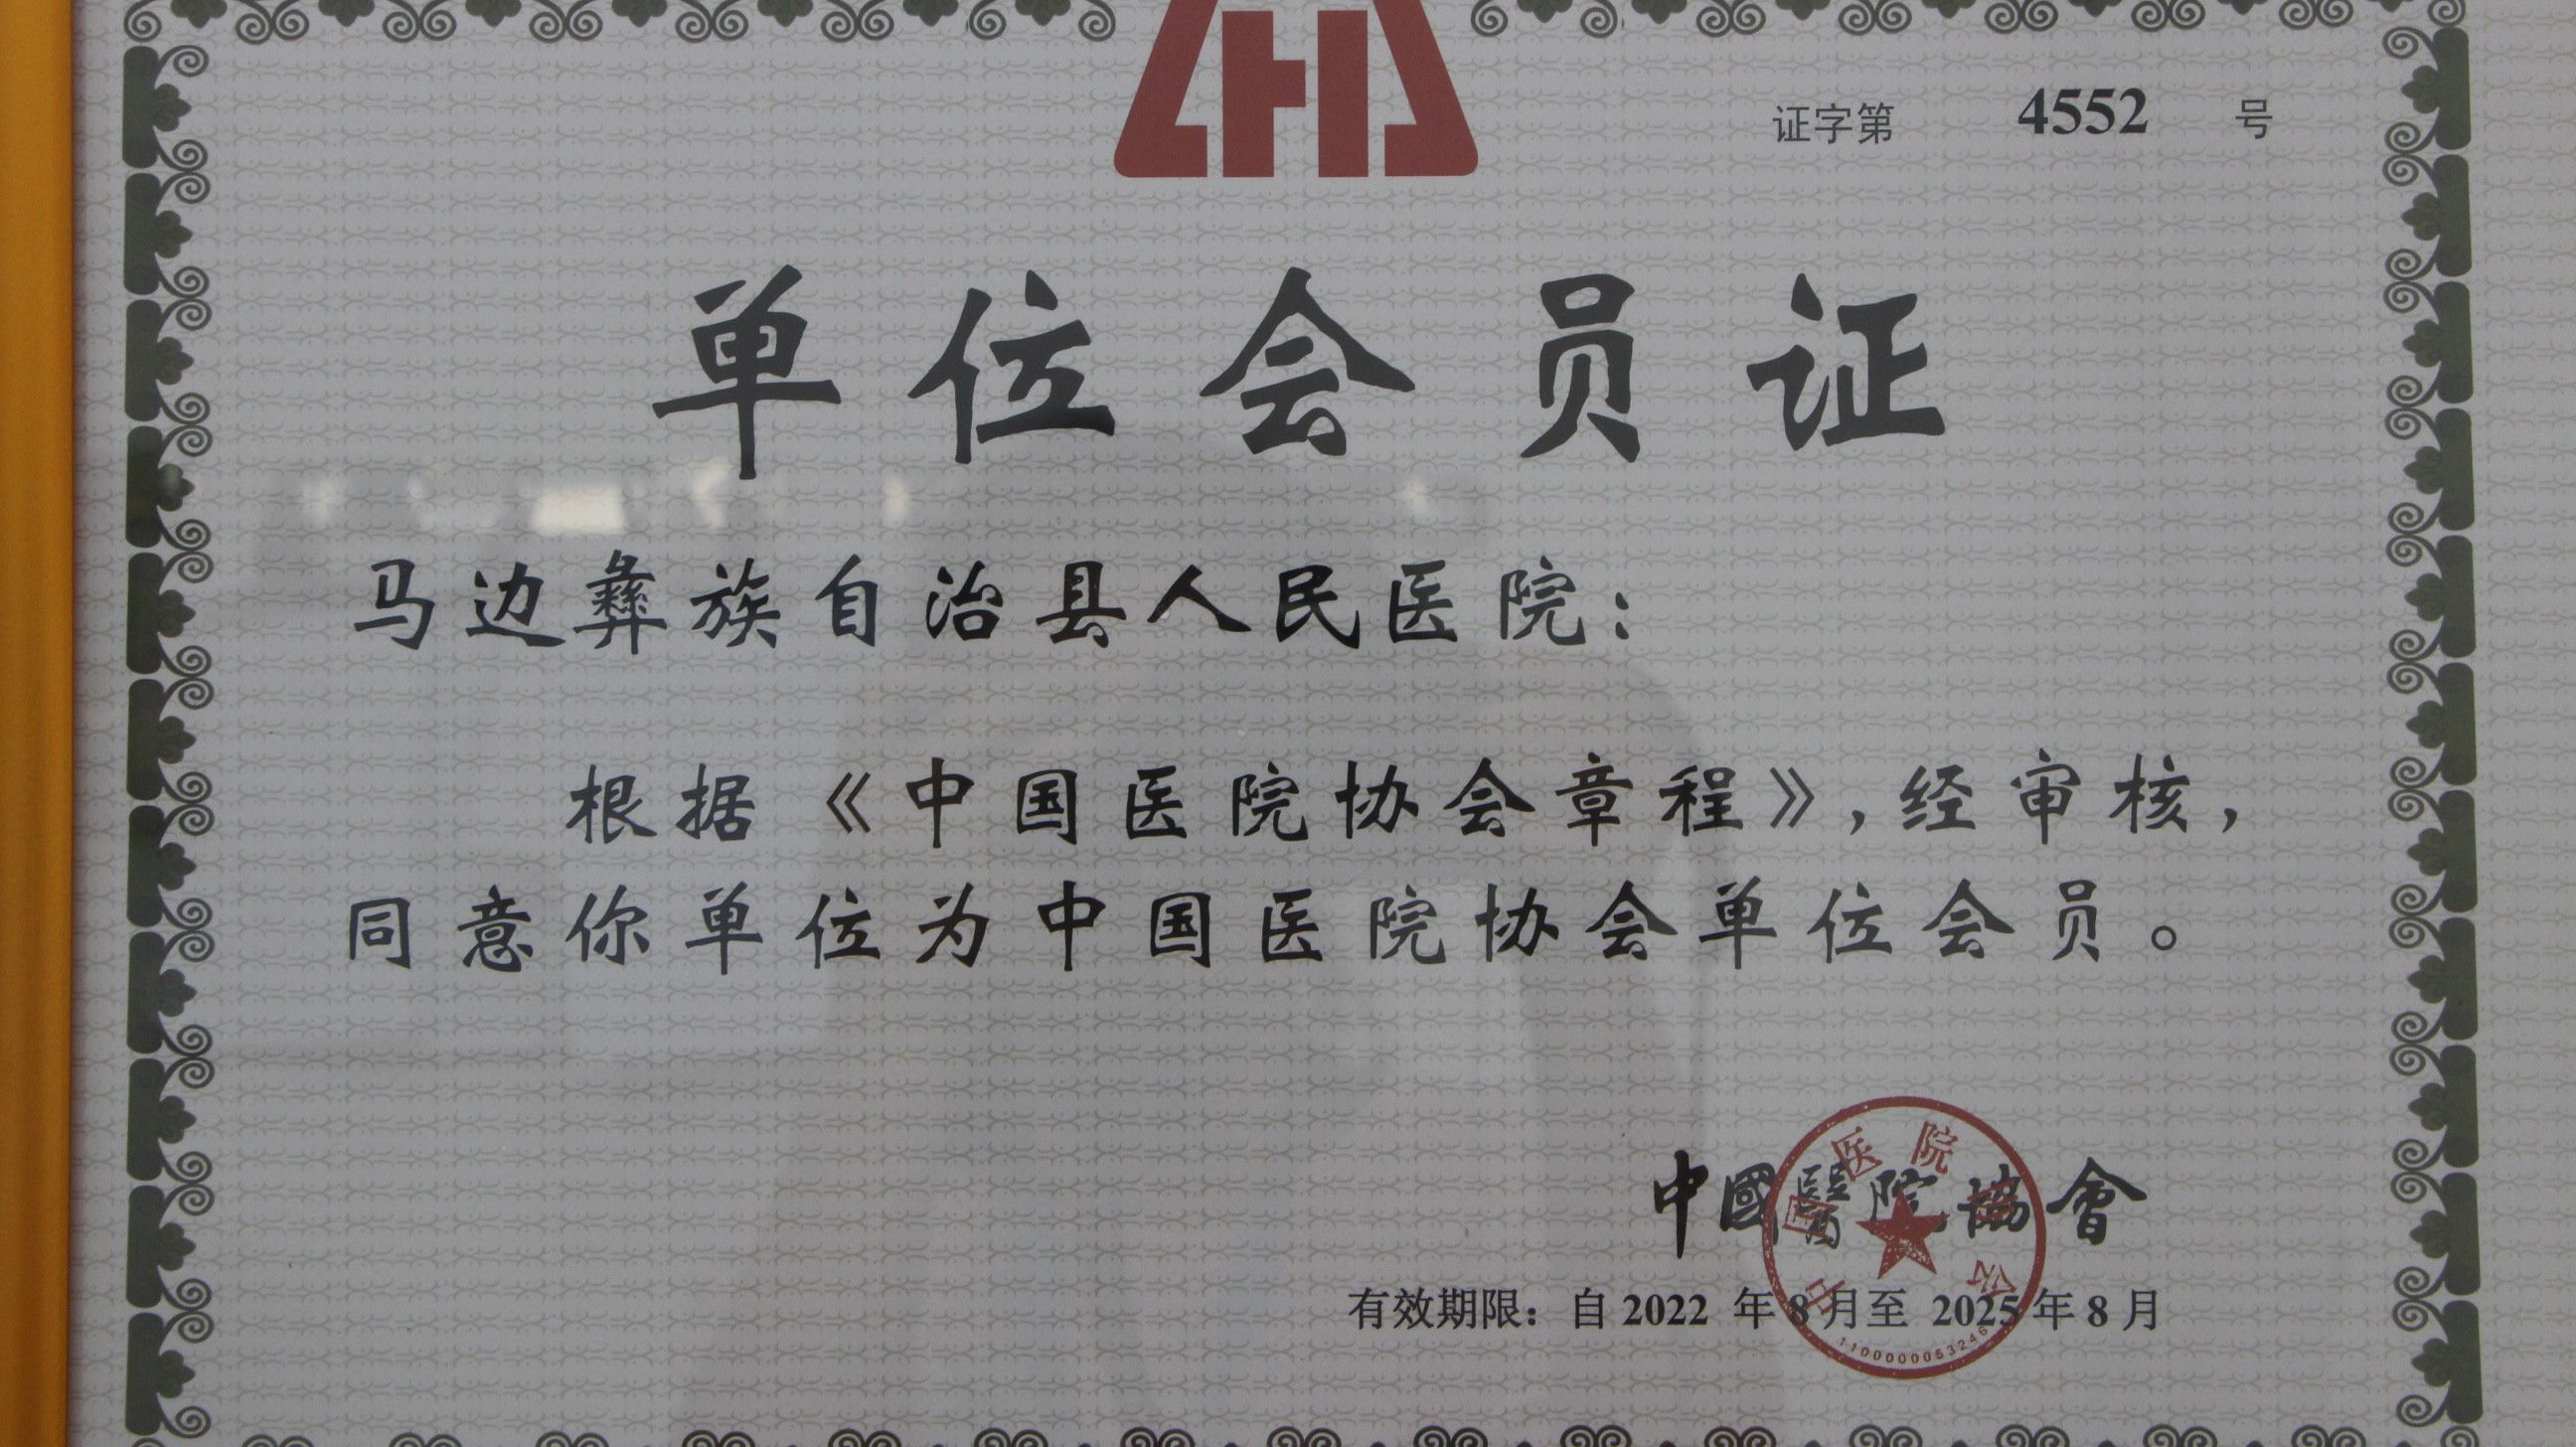 证字第 4552 号
单位会员证
马边彝族自治县人民医院：
根据《中国医院协会章程》，经审核，
同意你单位为中国医院协会单位会员。
中國醫院協會
有效期限：自 2022 年 8 月至 2025 年 8 月